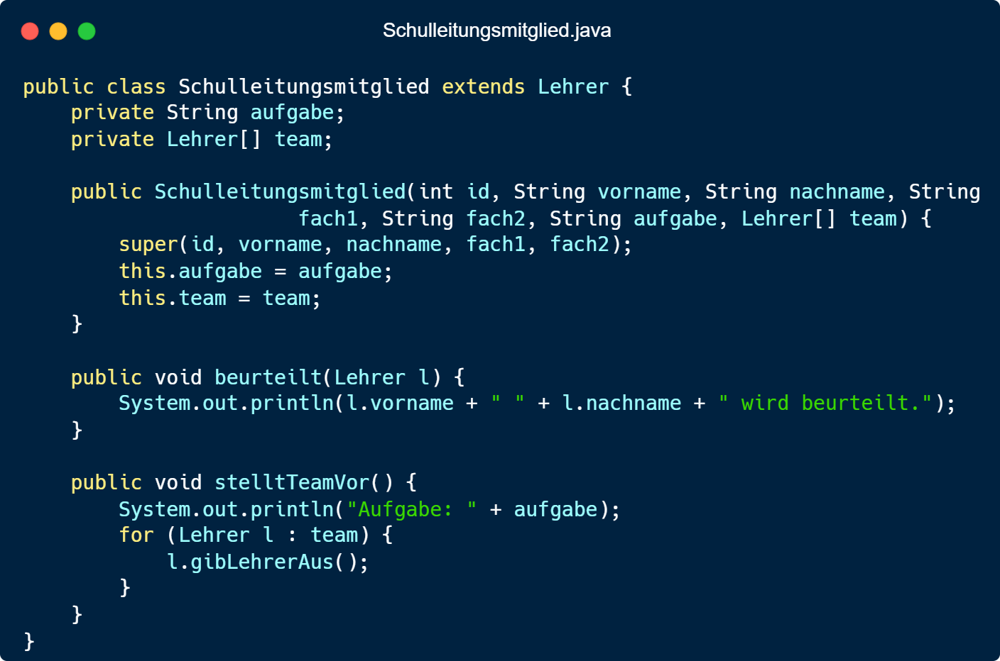 Schulleitungsmitglied.java
public class Schulleitungsmitglied extends Lehrer {
    private String aufgabe;
    private Lehrer[] team;

    public Schulleitungsmitglied(int id, String vorname, String nachname, String
                       fach1, String fach2, String aufgabe, Lehrer[] team) {
        super(id, vorname, nachname, fach1, fach2);
        this.aufgabe = aufgabe;
        this.team = team;
    }

    public void beurteilt(Lehrer l) {
        System.out.println(l.vorname + " " + l.nachname + " wird beurteilt.");
    }

    public void stelltTeamVor() {
        System.out.println("Aufgabe: " + aufgabe);
        for (Lehrer l : team) {
            l.gibLehrerAus();
        }
    }
}